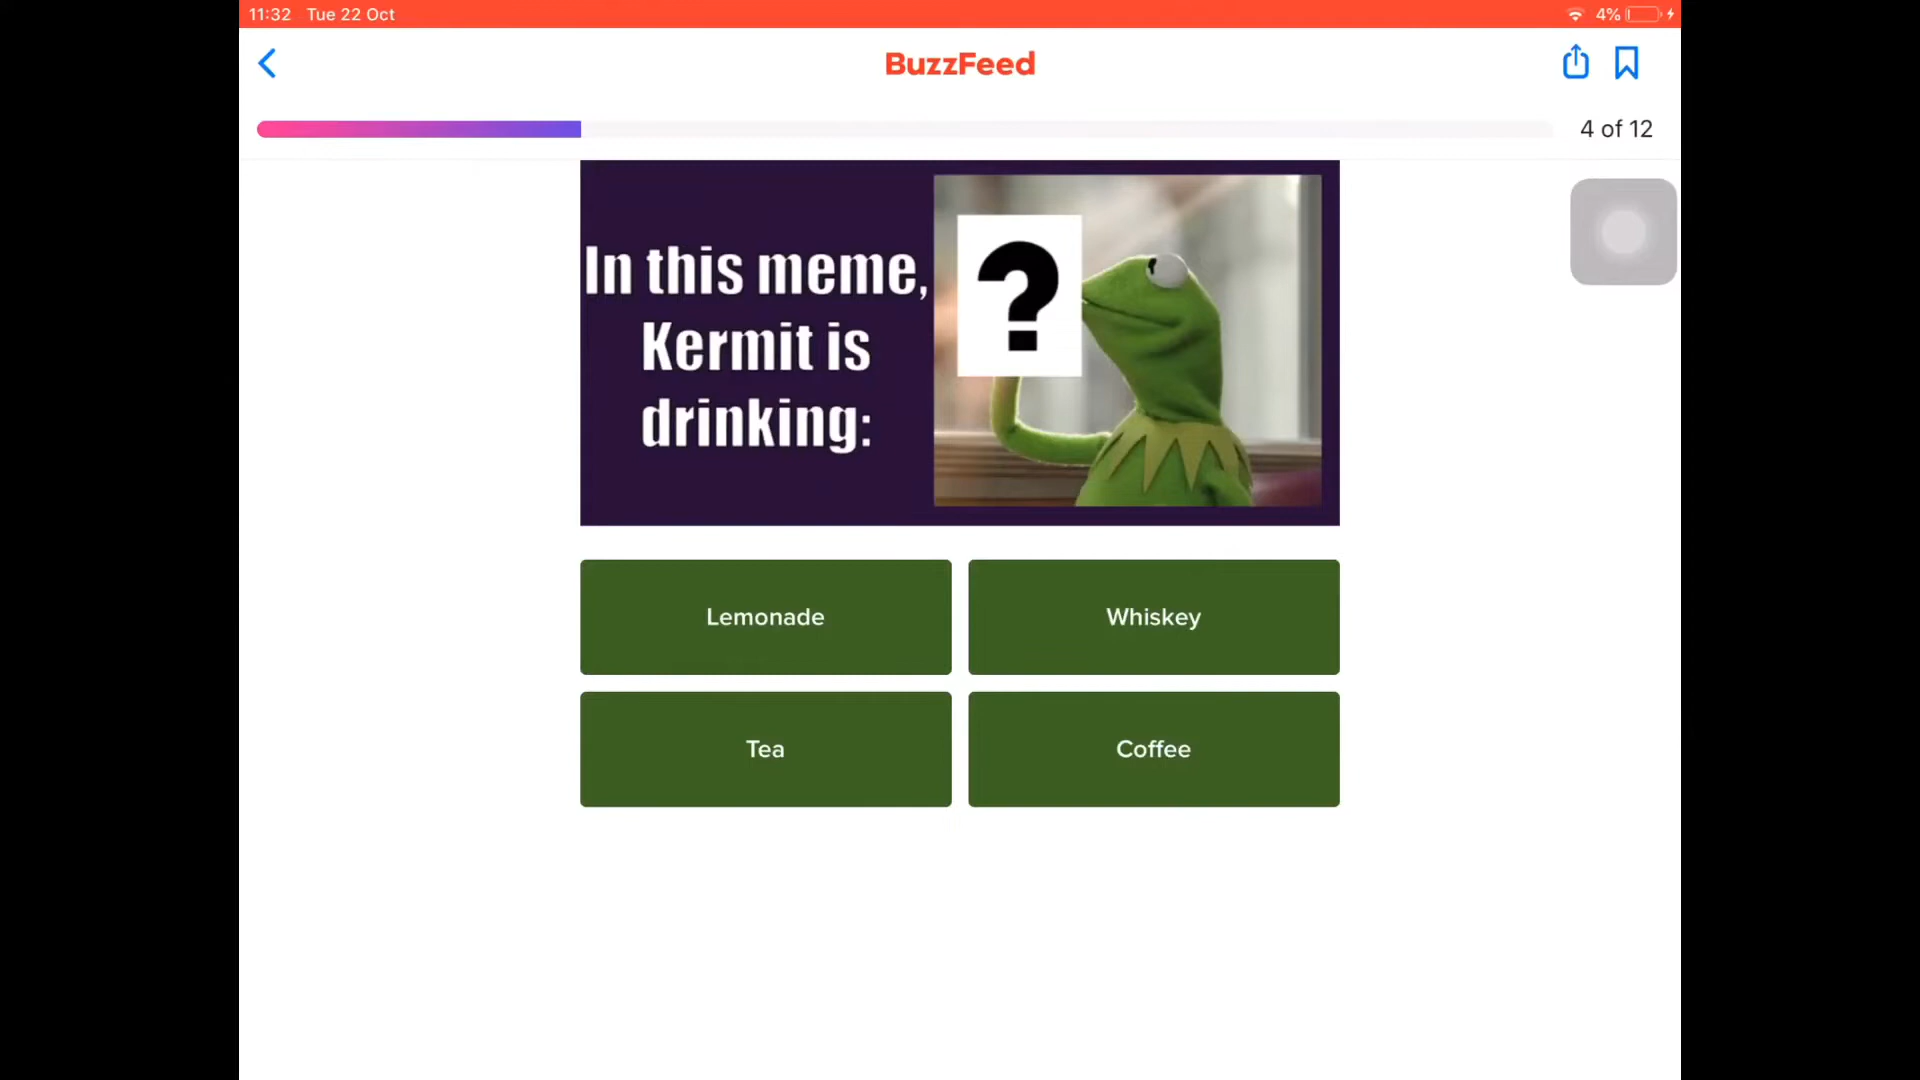 11:32 Tue 22 Oct
4%
BuzzFeed
4 of 12
In this meme,
Kermit is
drinking:
?
Lemonade
Whiskey
Tea
Coffee